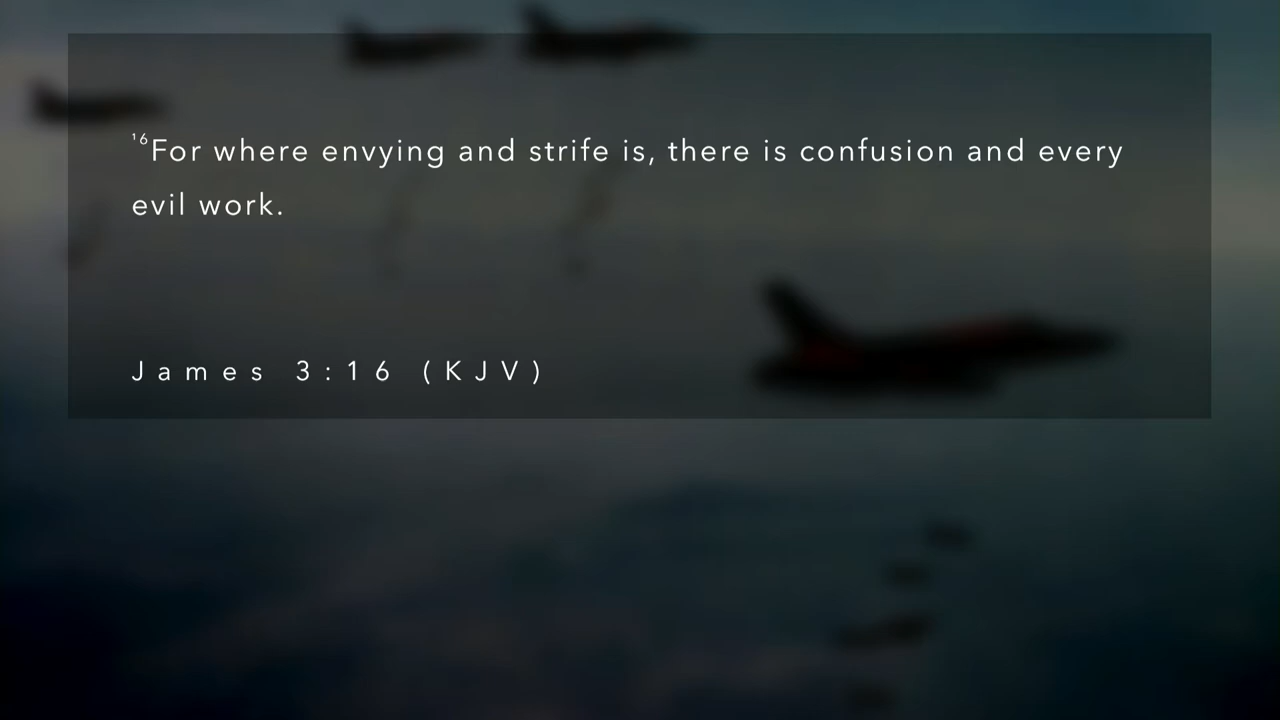 ¹⁶For where envying and strife is, there is confusion and every
evil work.
James 3:16 (KJV)